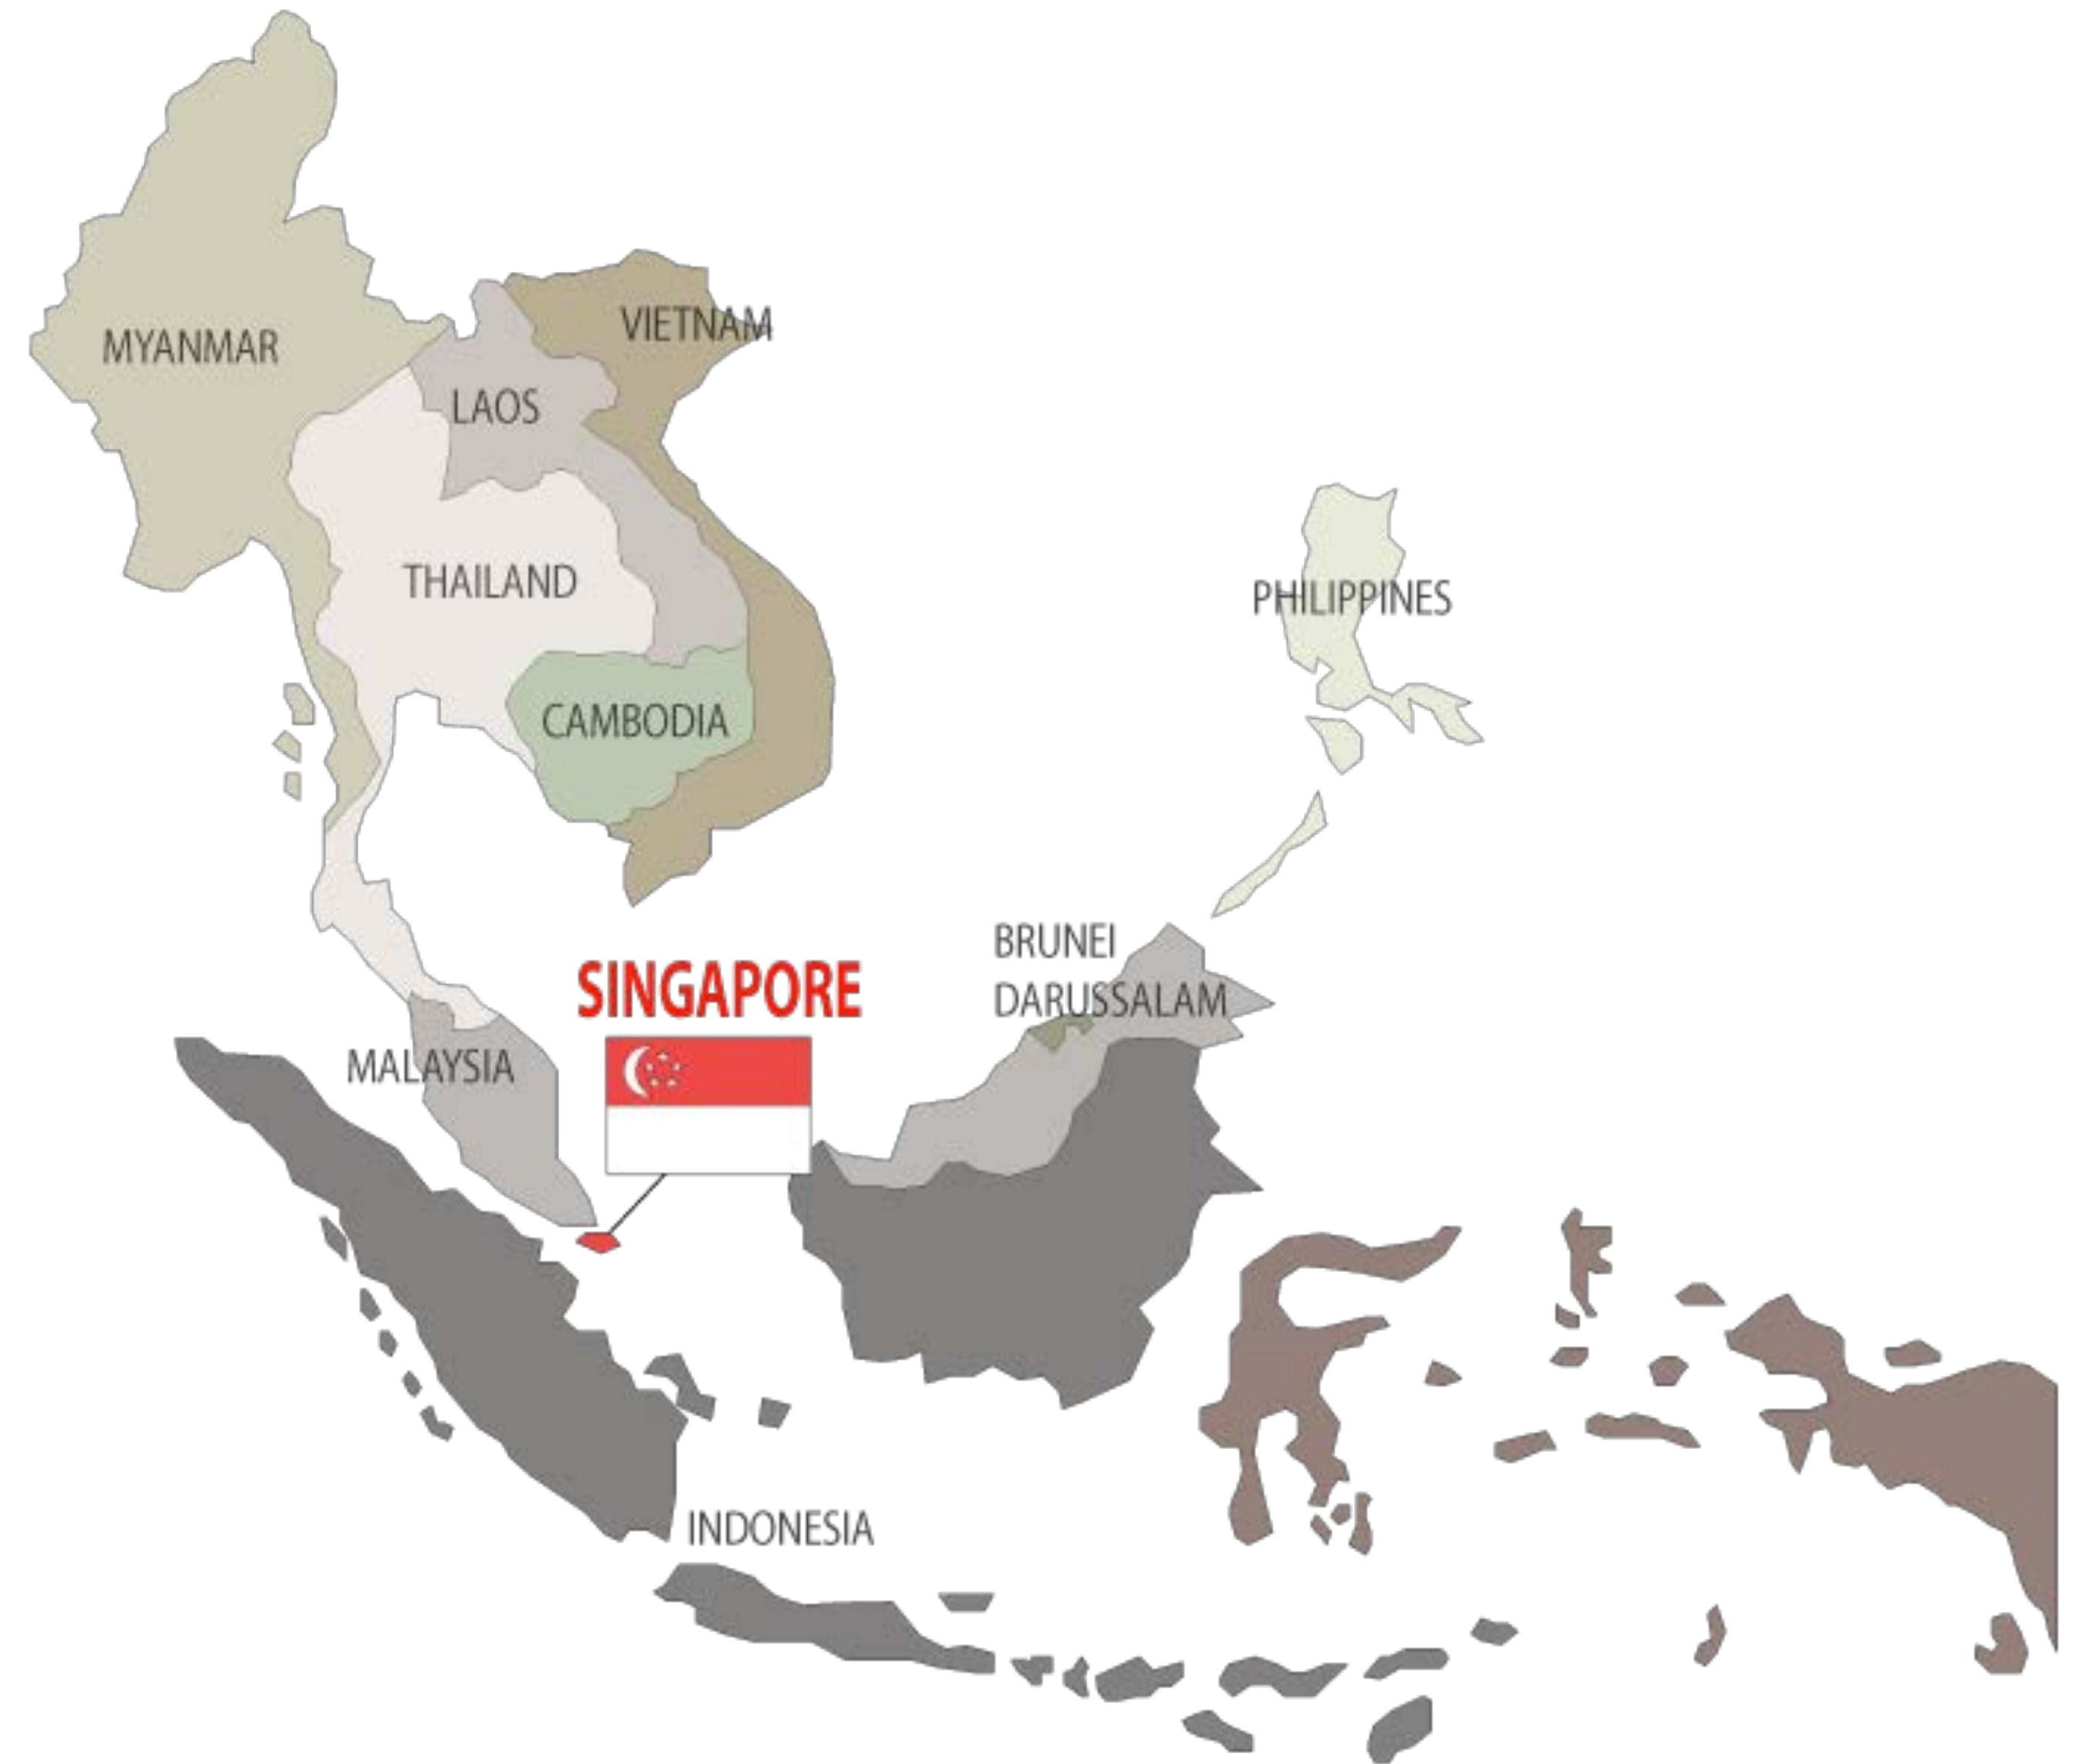 VIETNAM
MYANMAR
LAOS
THAILAND
PHILIPPINES
CAMBODIA
BRUNEI
DARUSSALAM
SINGAPORE
MALAYSIA
INDONESIA